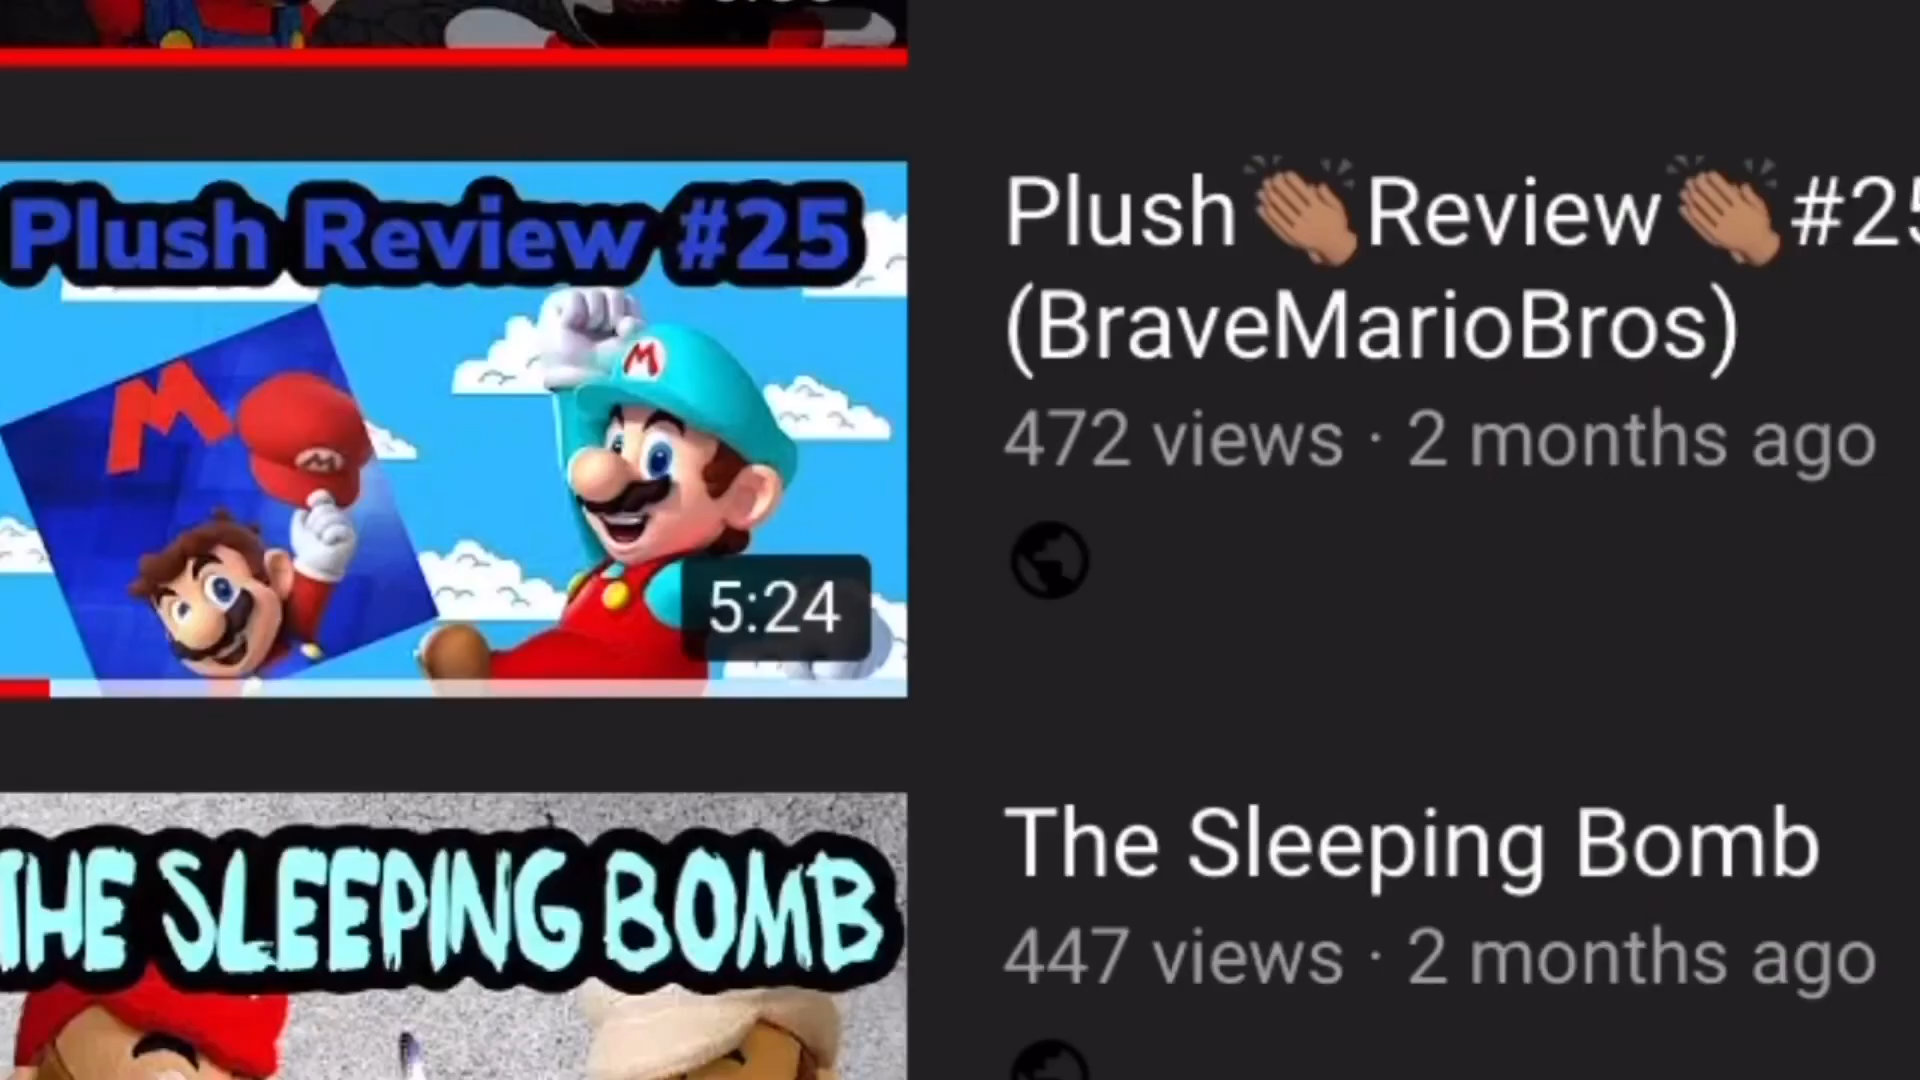 Plush Review #25
M
M
M
5:24
Plush👏🏽Review👏🏽#25
(BraveMarioBros)
472 views · 2 months ago
THE SLEEPING BOMB
The Sleeping Bomb
447 views · 2 months ago